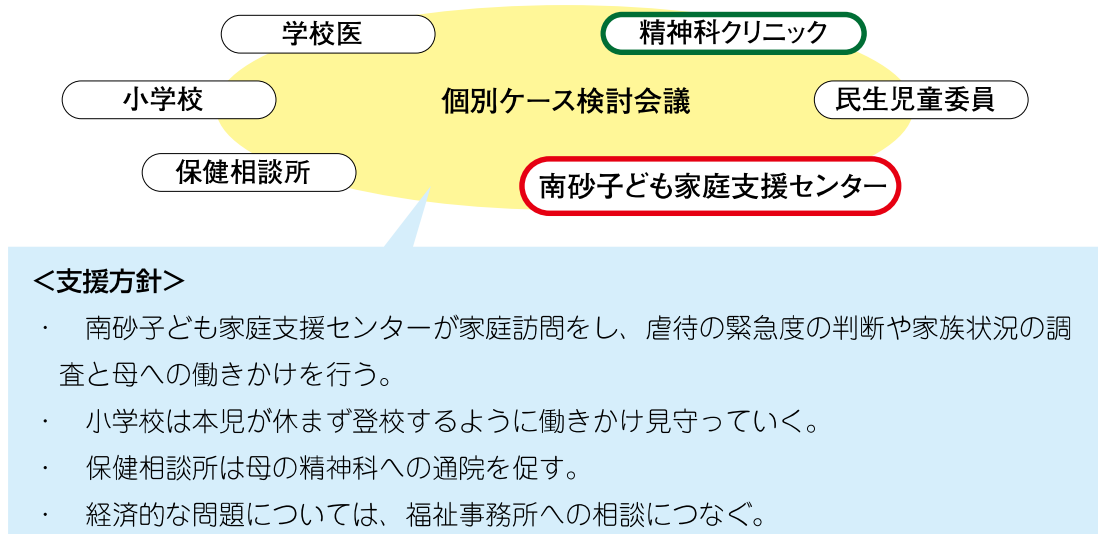 学校医
精神科クリニック
小学校
個別ケース検討会議
民生児童委員
保健相談所
南砂子ども家庭支援センター
＜支援方針＞
・　南砂子ども家庭支援センターが家庭訪問をし、虐待の緊急度の判断や家族状況の調
査と母への働きかけを行う。
・　小学校は本児が休まず登校するように働きかけ見守っていく。
・　保健相談所は母の精神科への通院を促す。
・　経済的な問題については、福祉事務所への相談につなぐ。